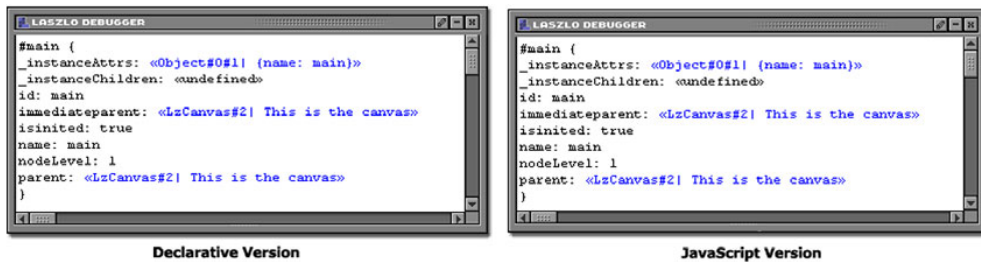 LASZLO DEBUGGER
#main {
_instanceAttrs: «Object#0#1| {name: main}»
_instanceChildren: «undefined»
id: main
immediateparent: «LzCanvas#2| This is the canvas»
isinited: true
name: main
nodeLevel: 1
parent: «LzCanvas#2| This is the canvas»
}
Declarative Version
LASZLO DEBUGGER
#main {
_instanceAttrs: «Object#0#1| {name: main}»
_instanceChildren: «undefined»
id: main
immediateparent: «LzCanvas#2| This is the canvas»
isinited: true
name: main
nodeLevel: 1
parent: «LzCanvas#2| This is the canvas»
}
JavaScript Version